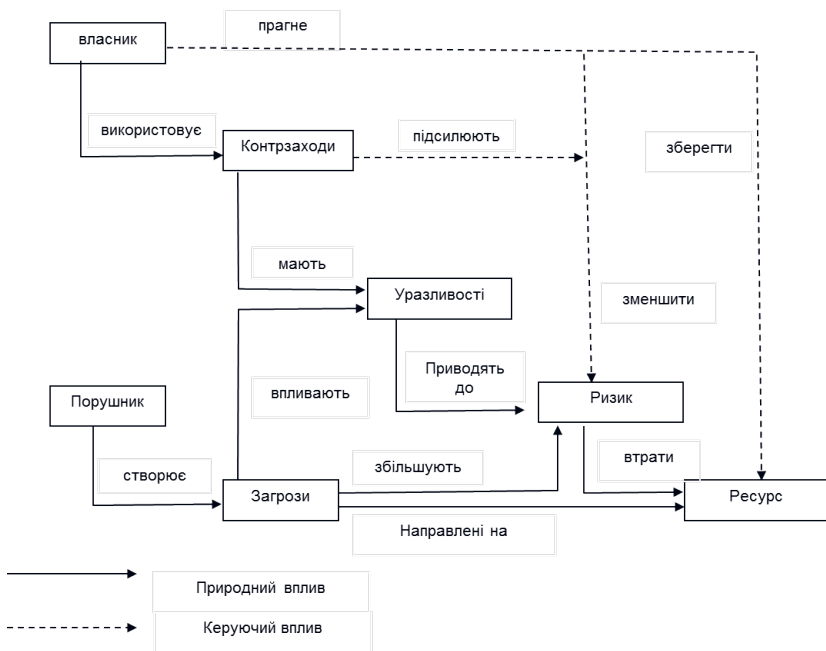 прагне
власник
використовує
Контрзаходи
підсилюють
зберегти
мають
Уразливості
зменшити
Приводять
до
впливають
Порушник
Ризик
збільшують
втрати
створює
Загрози
Ресурс
Направлені на
Природний вплив
Керуючий вплив